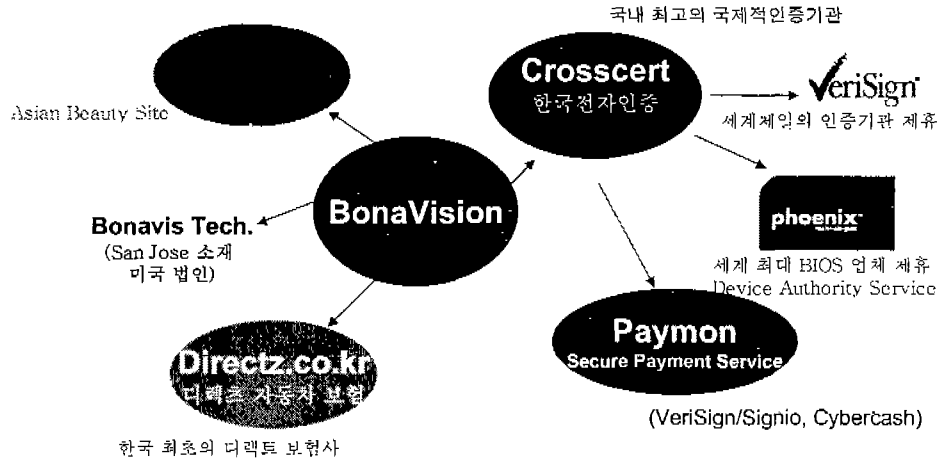 국내 최고의 국제적인증기관
Crosscert
한국전자인증
VeriSign
세계제일의 인증기관 제휴
Asian Beauty Site
BonaVision
Bonavis Tech.
(San Jose 소재
미국 법인)
phoenix
세계 최대 BIOS 업체 제휴
Device Authority Service
Paymon
Secure Payment Service
Directz.co.kr
디렉츠 자동차 보험
(VeriSign/Signio, Cybercash)
한국 최초의 디렉트 보험사